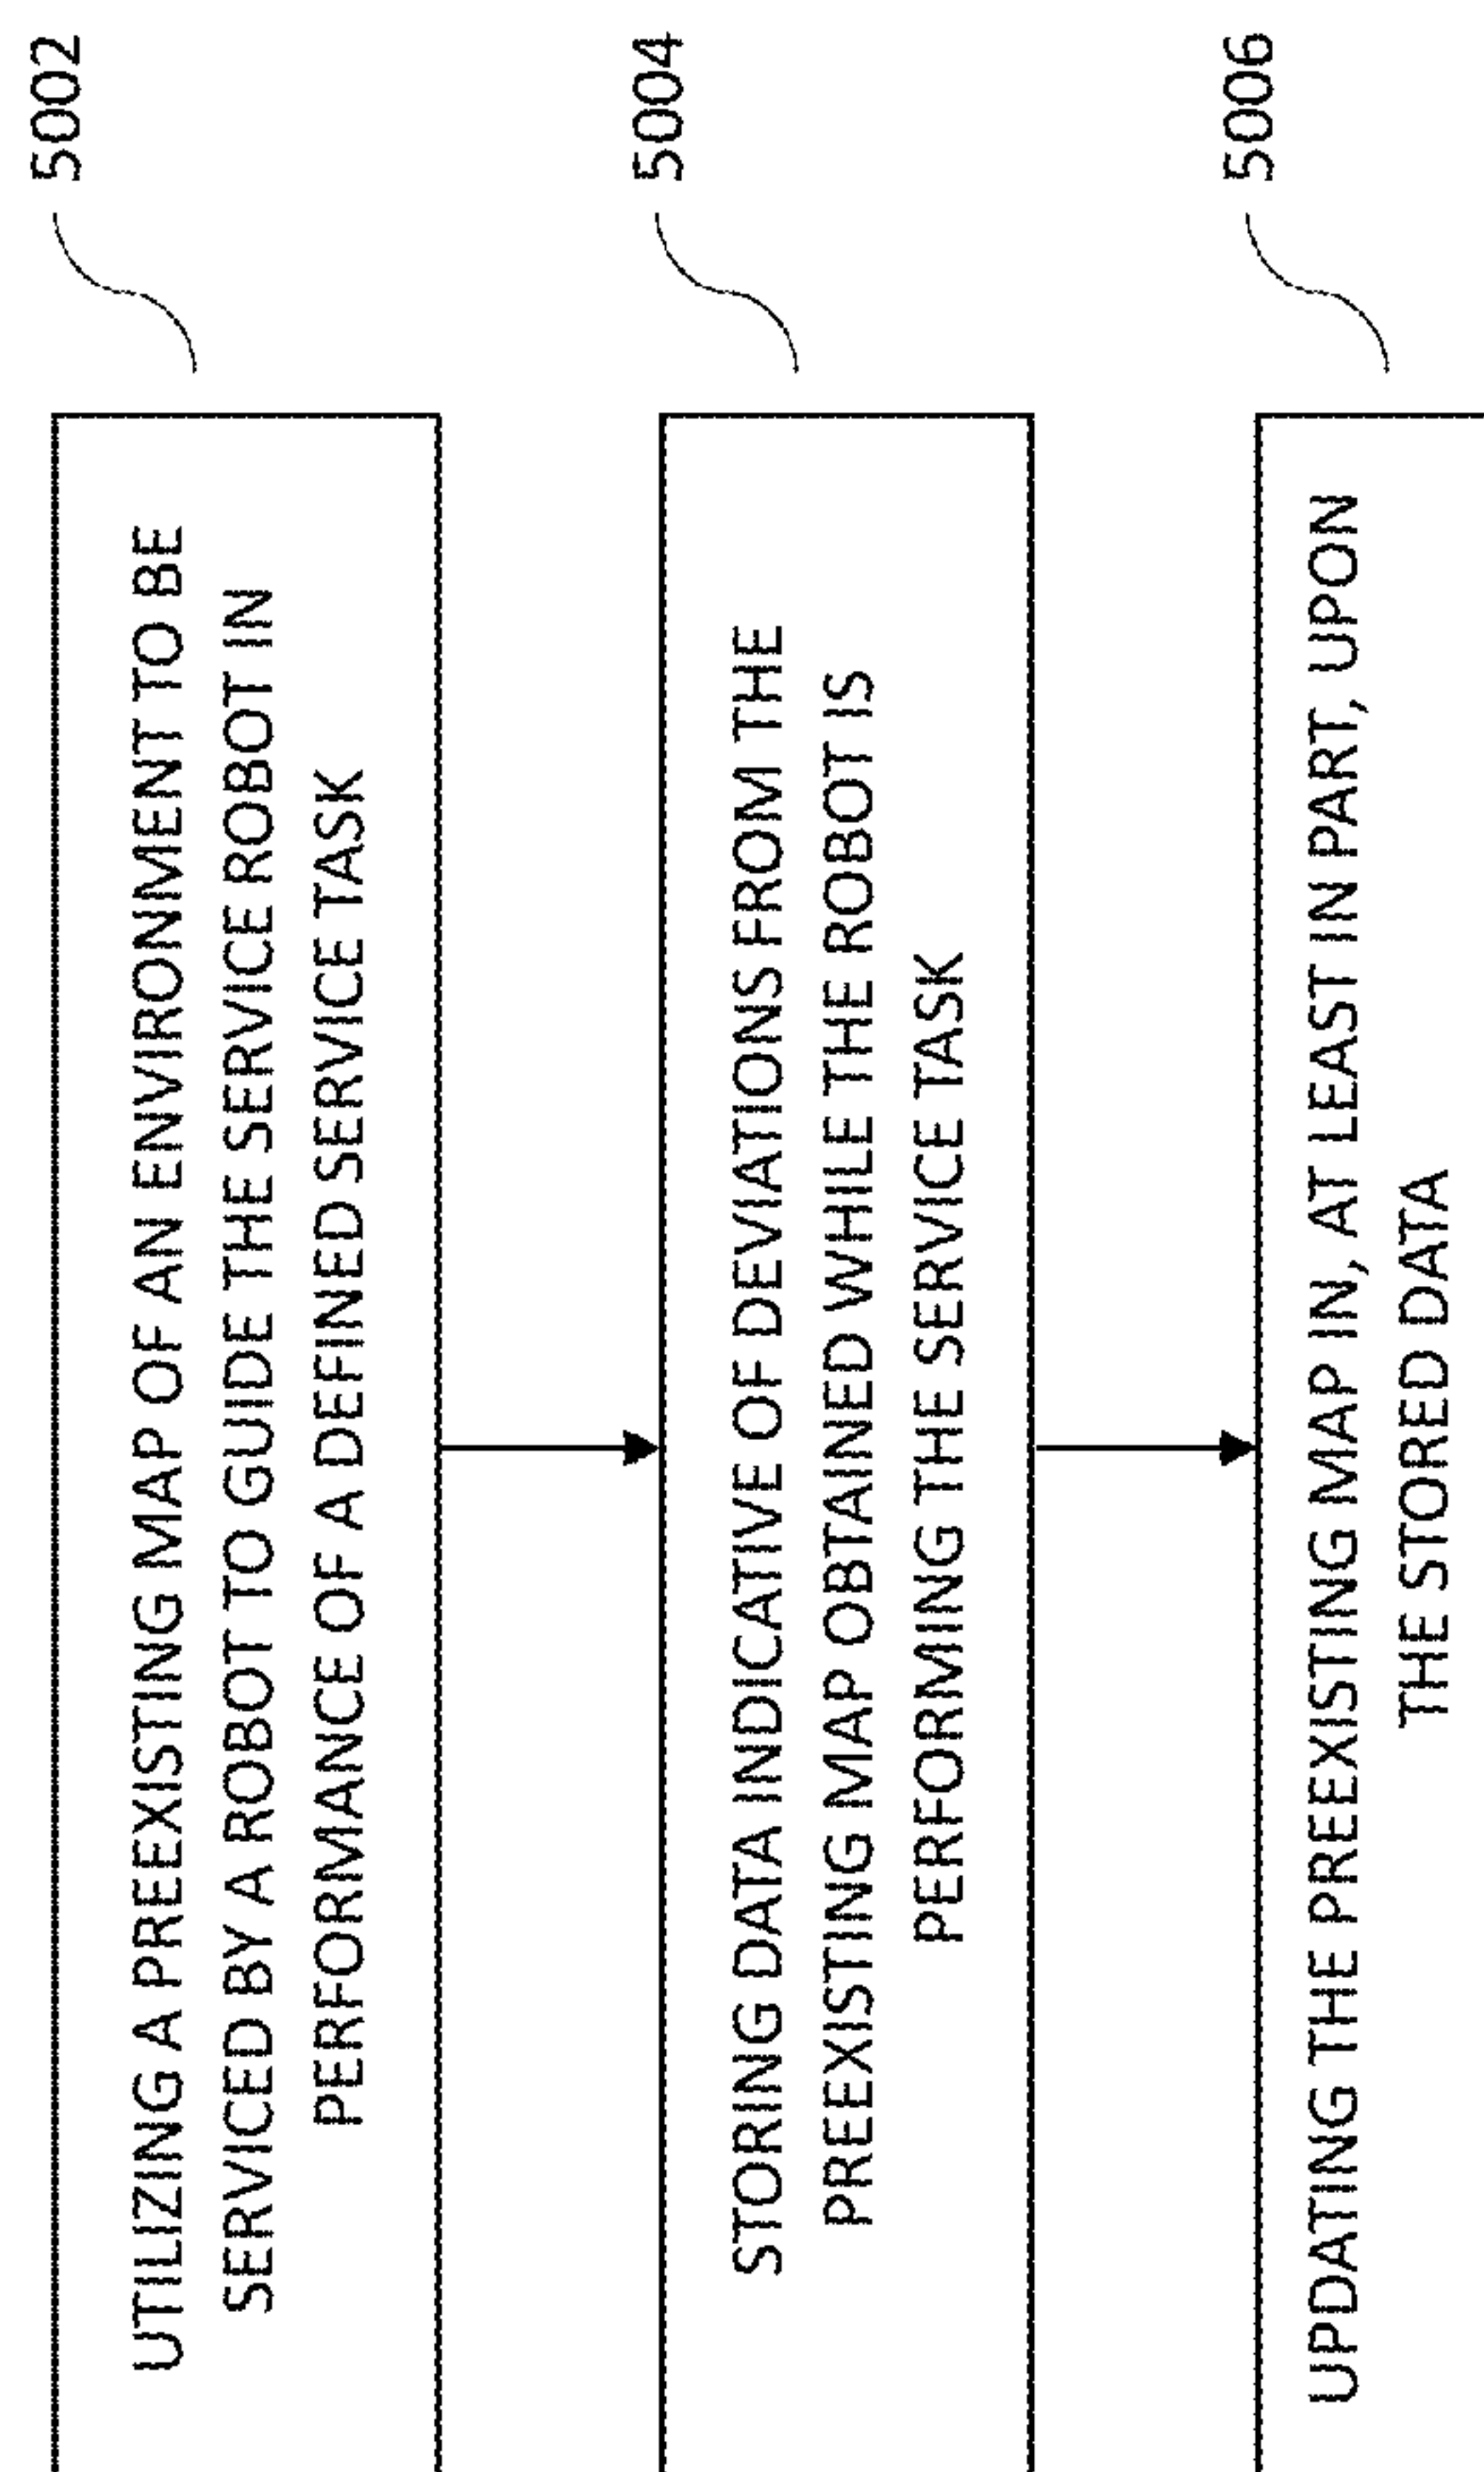 5002
UTILIZING A PREEXISTING MAP OF AN ENVIRONMENT TO BE
SERVICED BY A ROBOT TO GUIDE THE SERVICE ROBOT IN
PERFORMANCE OF A DEFINED SERVICE TASK
5004
STORING DATA INDICATIVE OF DEVIATIONS FROM THE
PREEXISTING MAP OBTAINED WHILE THE ROBOT IS
PERFORMING THE SERVICE TASK
5006
UPDATING THE PREEXISTING MAP IN, AT LEAST IN PART, UPON
THE STORED DATA